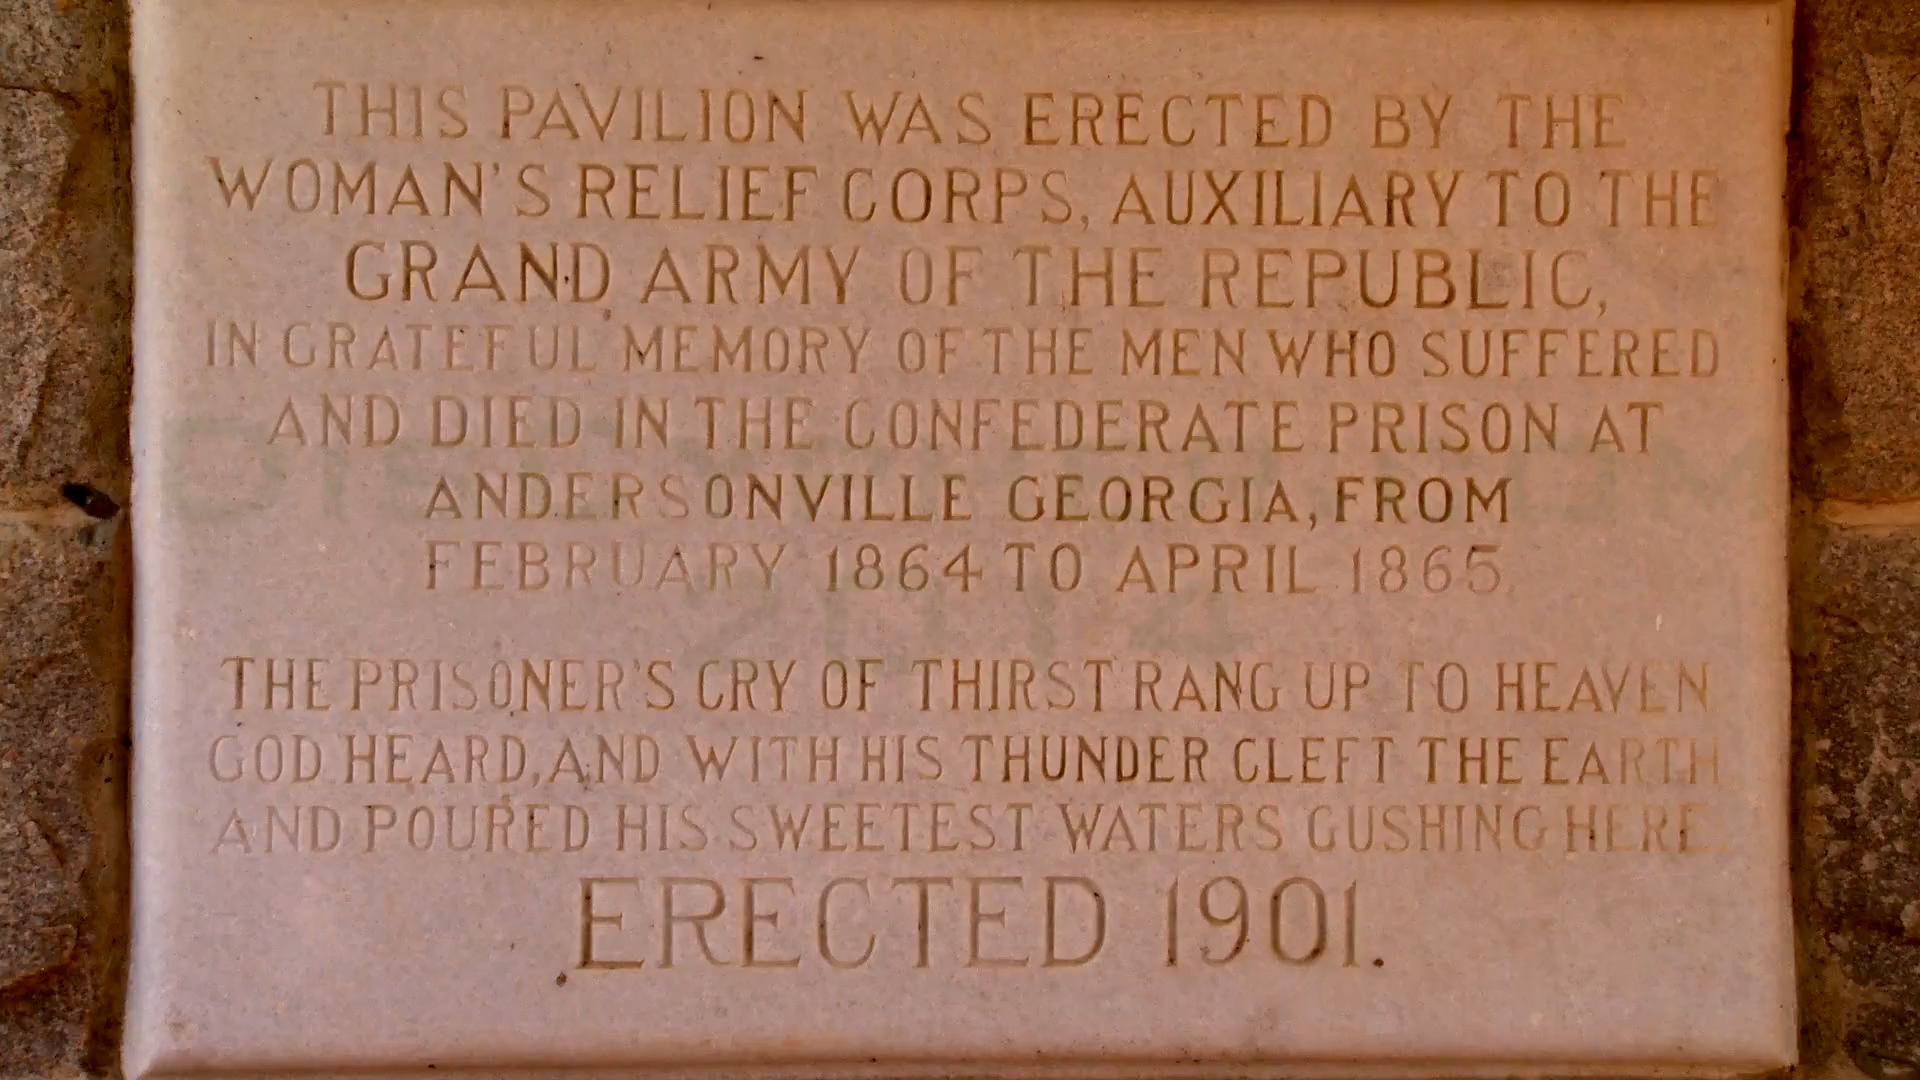 THIS PAVILION WAS ERECTED BY THE
WOMAN'S RELIEF CORPS, AUXILIARY TO THE
GRAND ARMY OF THE REPUBLIC,
IN GRATEFUL MEMORY OF THE MEN WHO SUFFERED
AND DIED IN THE CONFEDERATE PRISON AT
ANDERSONVILLE GEORGIA, FROM
FEBRUARY 1864 TO APRIL 1865.
THE PRISONER'S CRY OF THIRST RANG UP TO HEAVEN
GOD HEARD, AND WITH HIS THUNDER CLEFT THE EARTH
AND POURED HIS SWEETEST WATERS GUSHING HERE.
ERECTED 1901.